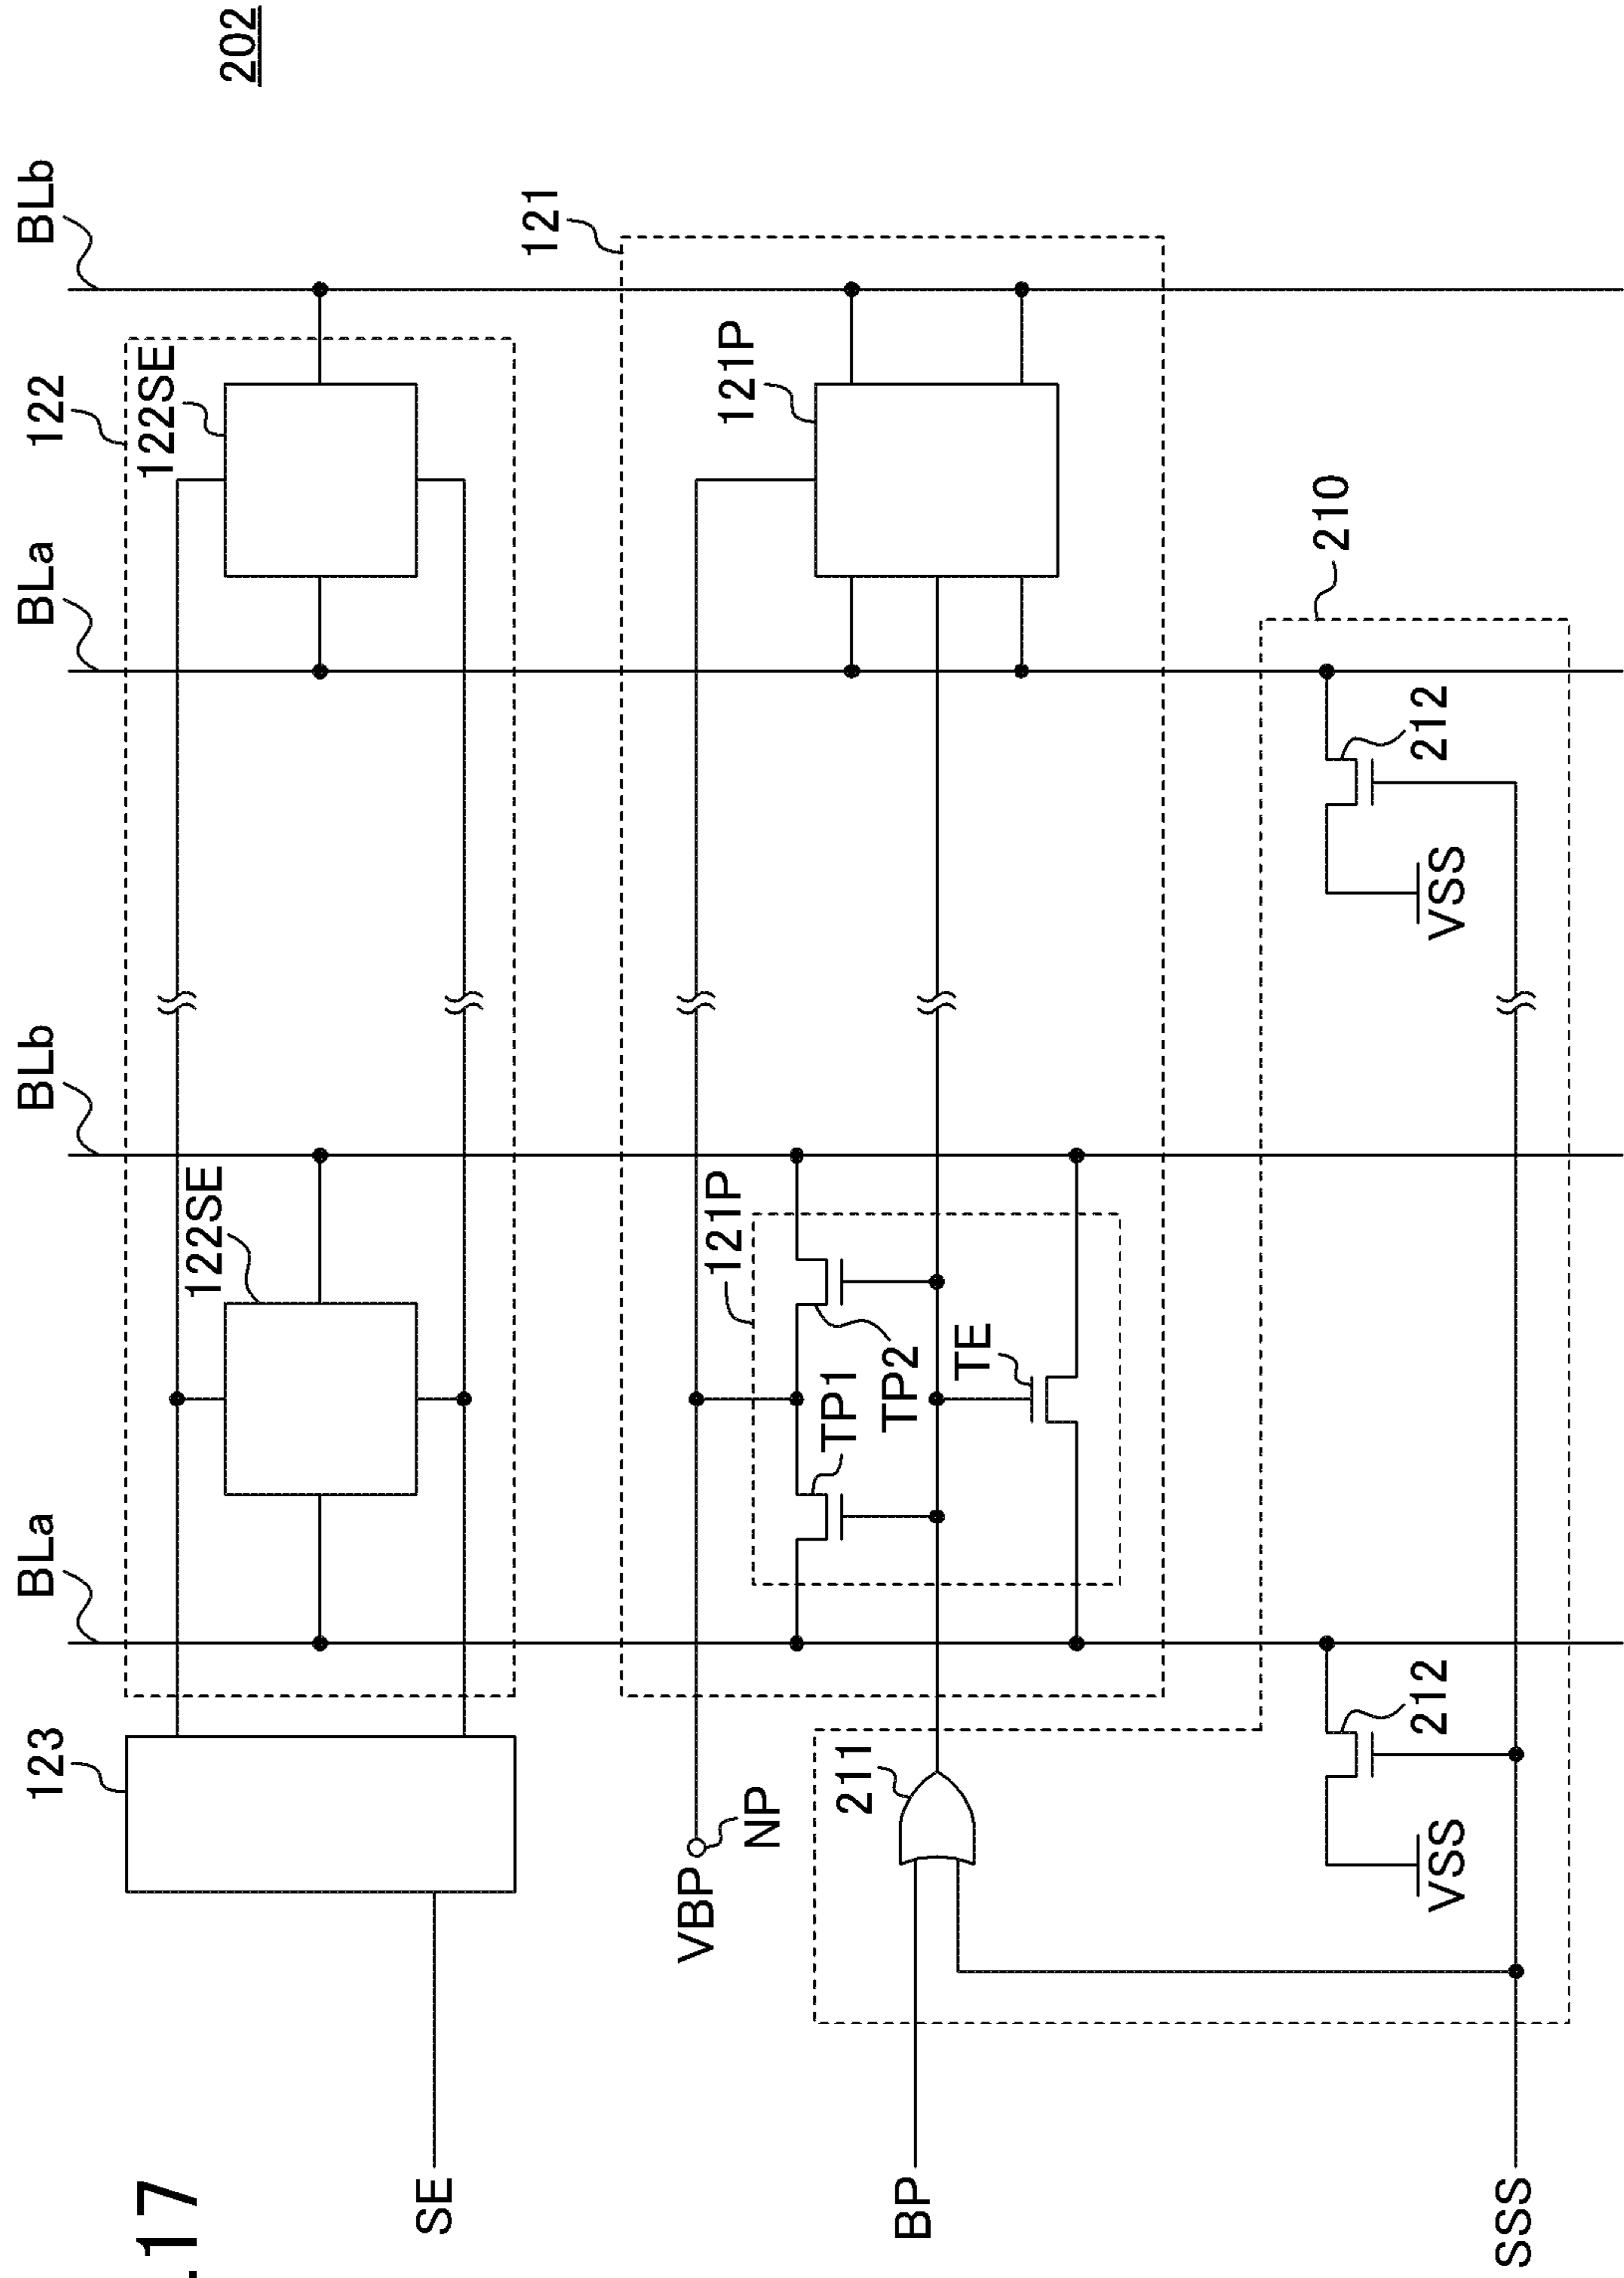 .17
202
BLa
BLb
BLa
BLb
123
122
122SE
122SE
SE
121
VBP
NP
121P
121P
TP1
TP2
TE
211
BP
210
212
212
VSS
VSS
SSS